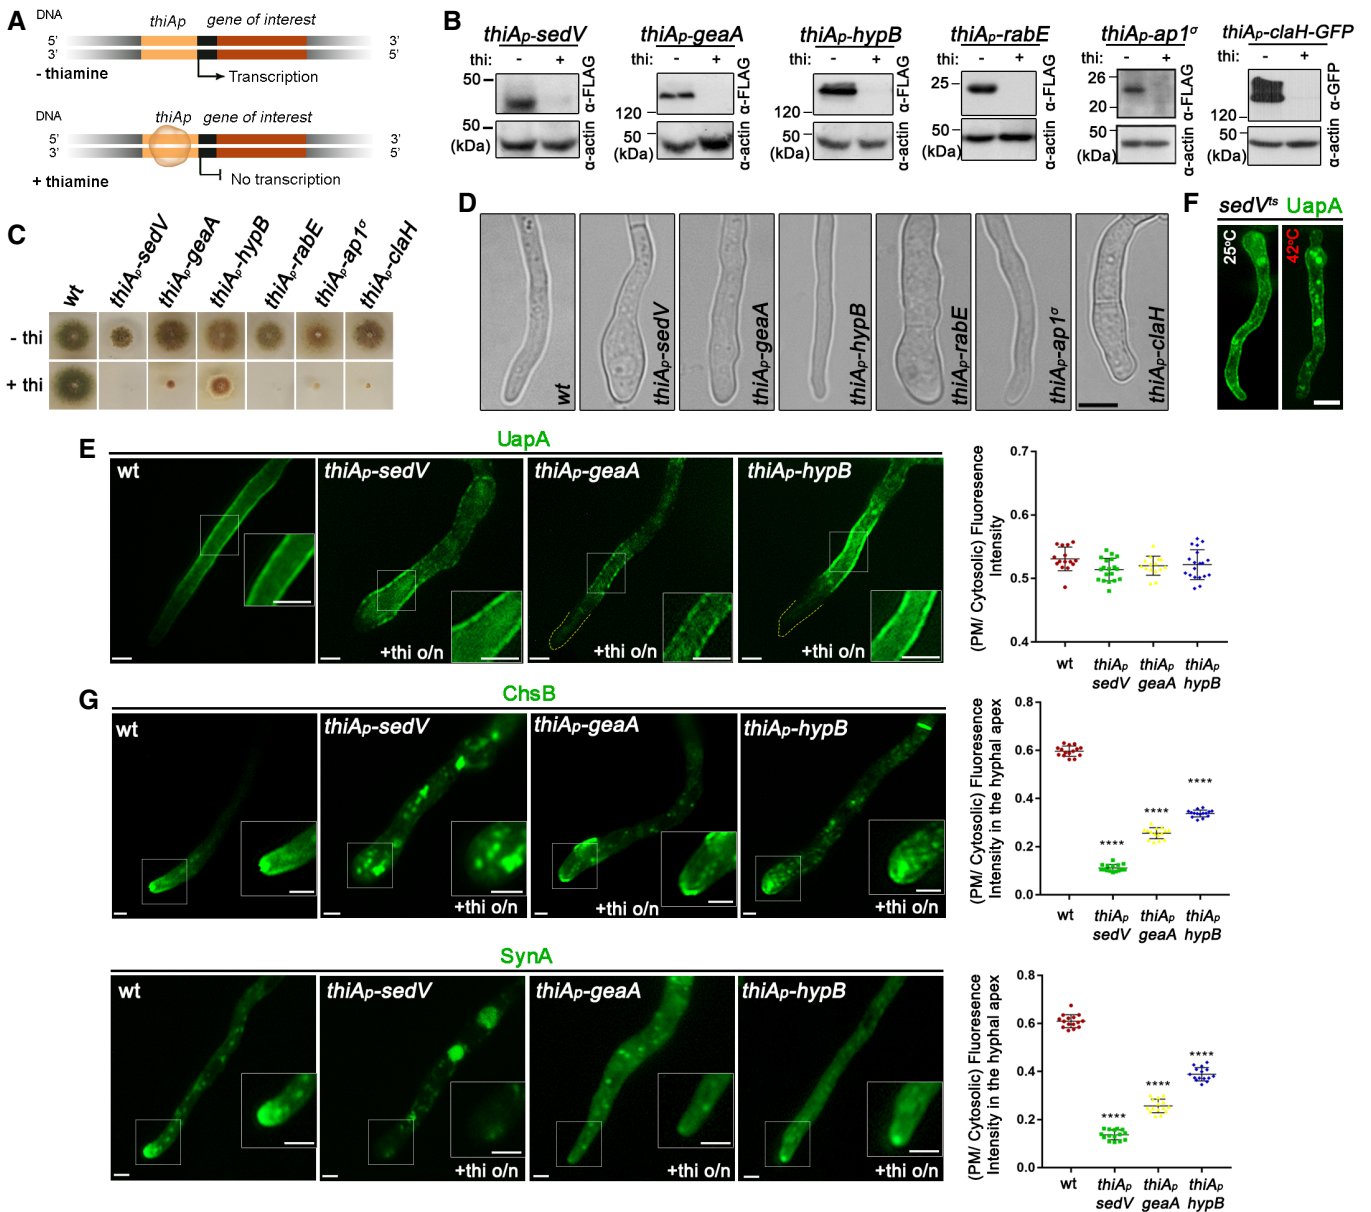 A
DNA
thiAp
gene of interest
5’
3’
3’
5’
- thiamine
Transcription
DNA
thiAp
gene of interest
5’
3’
3’
5’
+ thiamine
No transcription
B
thiAp-sedV
thiAp-geaA
thiAp-hypB
thiAp-rabE
thiAp-ap1σ
thiAp-claH-GFP
thi: - +
thi: - +
thi: - +
thi: - +
thi: - +
thi: - +
50
α-FLAG
50
(kDa)
α-actin
120
α-FLAG
50
(kDa)
α-actin
120
α-FLAG
50
(kDa)
α-actin
25
α-FLAG
50
(kDa)
α-actin
26
20
α-FLAG
50
(kDa)
α-actin
120
α-GFP
50
(kDa)
α-actin
C
wt
thiAp-sedV
thiAp-geaA
thiAp-hypB
thiAp-rabE
thiAp-ap1σ
thiAp-claH
- thi
+ thi
D
wt
thiAp-sedV
thiAp-geaA
thiAp-hypB
thiAp-rabE
thiAp-ap1σ
thiAp-claH
F
sedVts UapA
25ºC
42ºC
E
UapA
wt
thiAp-sedV
+thi o/n
thiAp-geaA
+thi o/n
thiAp-hypB
+thi o/n
(PM/ Cytosolic) Fluoresence
Intensity
0.7
0.6
0.5
0.4
wt
thiAp
sedV
thiAp
geaA
thiAp
hypB
G
ChsB
wt
thiAp-sedV
+thi o/n
thiAp-geaA
+thi o/n
thiAp-hypB
+thi o/n
(PM/ Cytosolic) Fluoresence
Intensity in the hyphal apex
0.8
0.6
0.4
0.2
0.0
****
****
****
wt
thiAp
sedV
thiAp
geaA
thiAp
hypB
SynA
wt
thiAp-sedV
+thi o/n
thiAp-geaA
+thi o/n
thiAp-hypB
+thi o/n
(PM/ Cytosolic) Fluoresence
Intensity in the hyphal apex
0.8
0.6
0.4
0.2
0.0
****
****
****
wt
thiAp
sedV
thiAp
geaA
thiAp
hypB